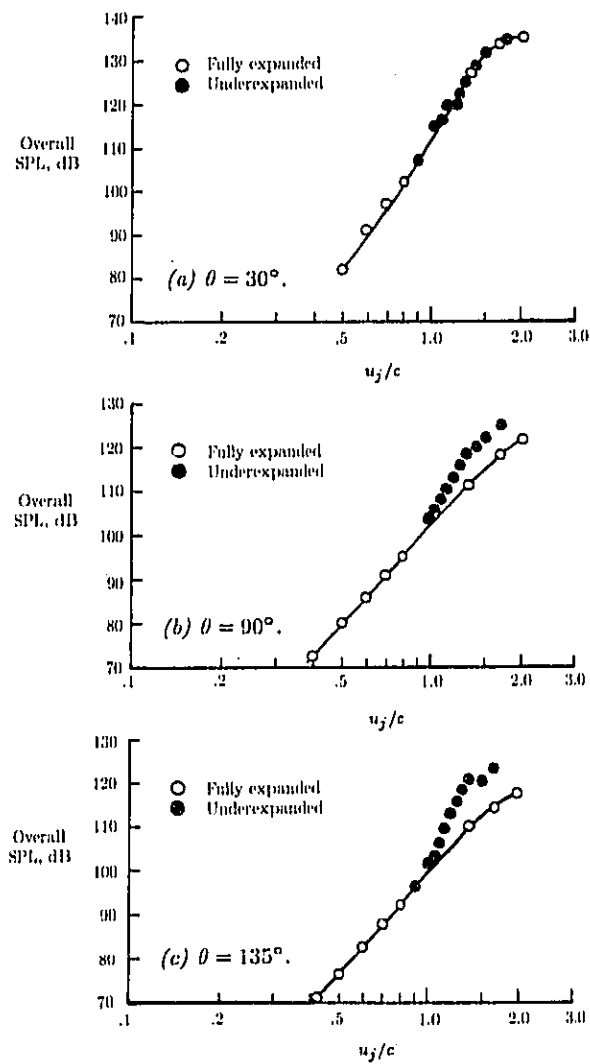 140
130
120
110
100
90
80
70
Overall
SPL, dB
Fully expanded
Underexpanded
(a) θ = 30°.
.1
.2
.5
1.0
2.0
3.0
u_j/c
130
120
110
100
90
80
70
Overall
SPL, dB
Fully expanded
Underexpanded
(b) θ = 90°.
.1
.2
.5
1.0
2.0
3.0
u_j/c
130
120
110
100
90
80
70
Overall
SPL, dB
Fully expanded
Underexpanded
(c) θ = 135°.
.1
.2
.5
1.0
2.0
3.0
u_j/c